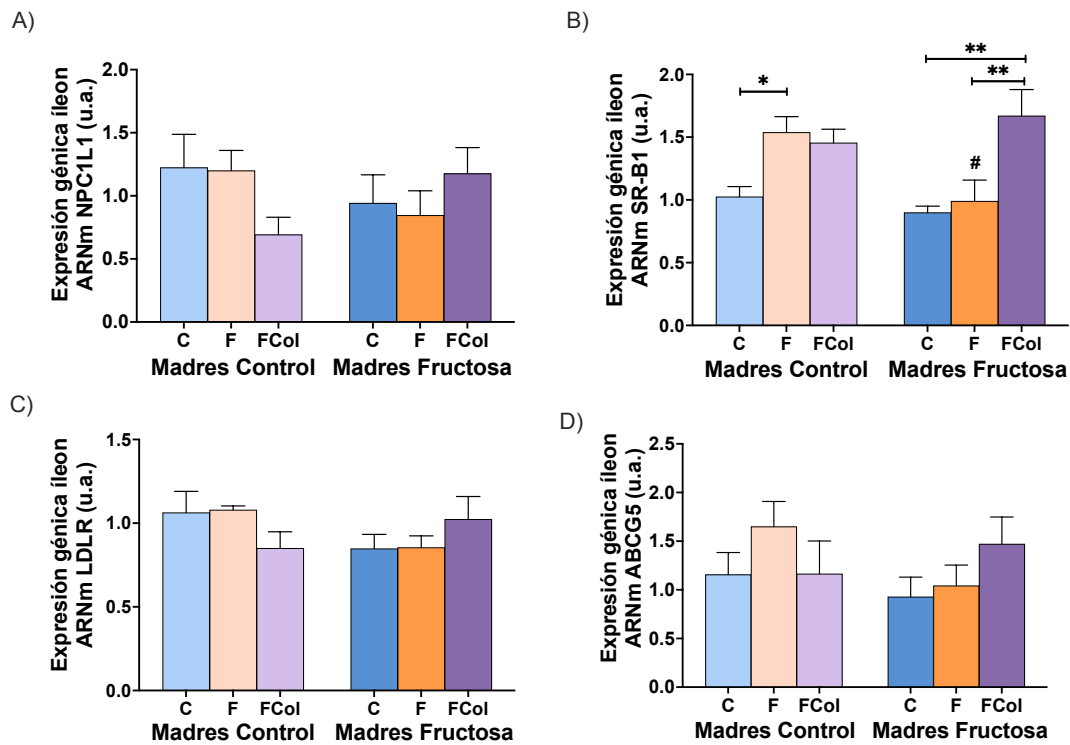 A)
Expresión génica íleon
ARNm NPC1L1 (u.a.)
2.0
1.5
1.0
0.5
0.0
C F FCol C F FCol
Madres Control Madres Fructosa
B)
Expresión génica íleon
ARNm SR-B1 (u.a.)
2.0
1.5
1.0
0.5
0.0
*
**
**
#
C F FCol C F FCol
Madres Control Madres Fructosa
C)
Expresión génica íleon
ARNm LDLR (u.a.)
1.5
1.0
0.5
0.0
C F FCol C F FCol
Madres Control Madres Fructosa
D)
Expresión génica íleon
ARNm ABCG5 (u.a.)
2.5
2.0
1.5
1.0
0.5
0.0
C F FCol C F FCol
Madres Control Madres Fructosa